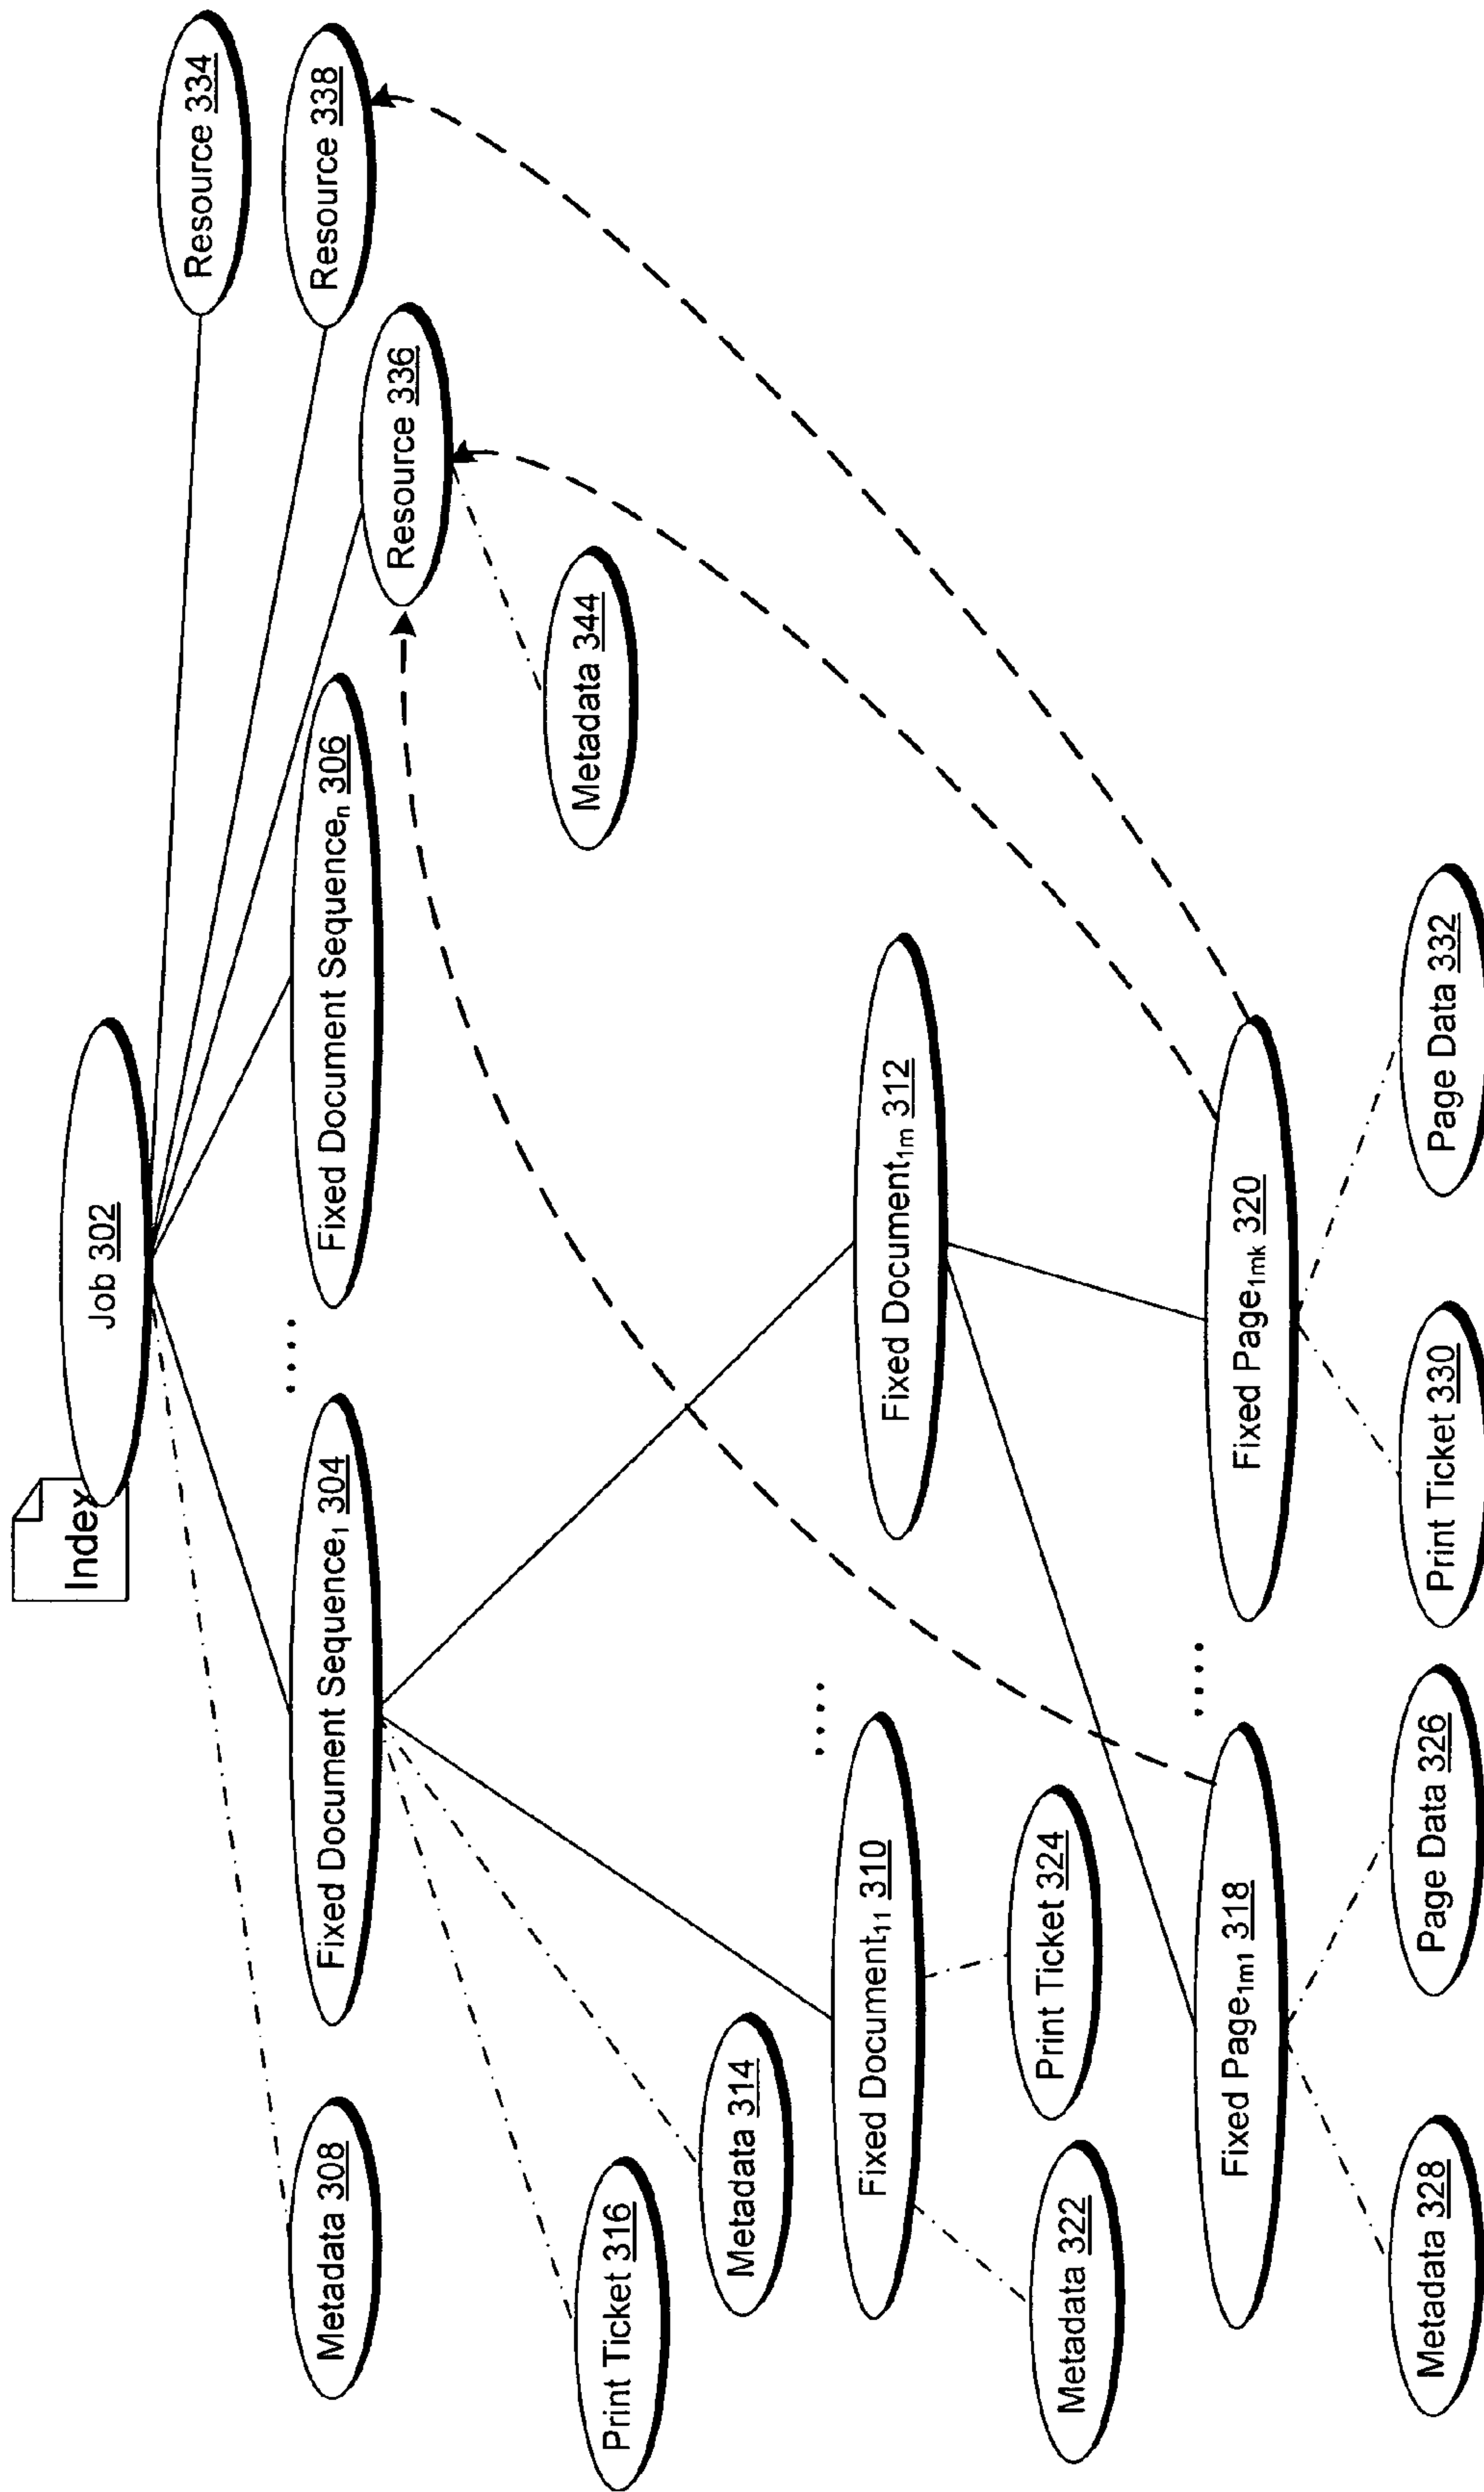 Index
Job 302
Resource 334
Metadata 308
Fixed Document Sequence₁ 304
....
Fixed Document Sequenceₙ 306
Resource 338
Resource 336
Print Ticket 316
Metadata 344
Metadata 314
....
Fixed Document₁₁ 310
Fixed Document₁ₘ 312
Metadata 322
Print Ticket 324
....
Fixed Page₁ₘ₁ 318
Fixed Page₁ₘₖ 320
Metadata 328
Page Data 326
Print Ticket 330
Page Data 332